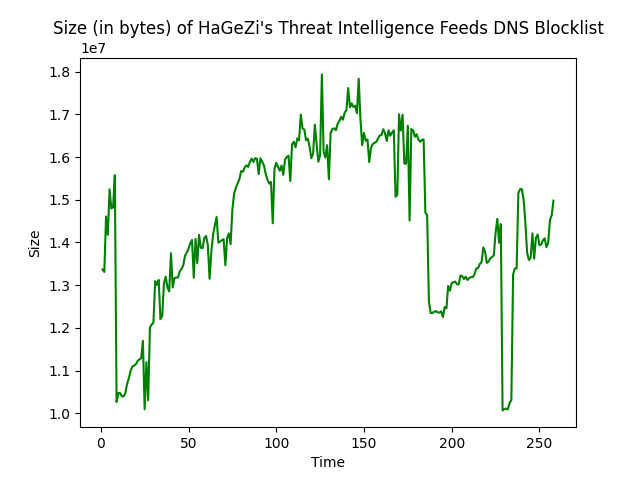 Size (in bytes) of HaGeZi's Threat Intelligence Feeds DNS Blocklist
1e7
1.8
1.7
1.6
1.5
1.4
1.3
1.2
1.1
1.0
Size
0 50 100 150 200 250
Time